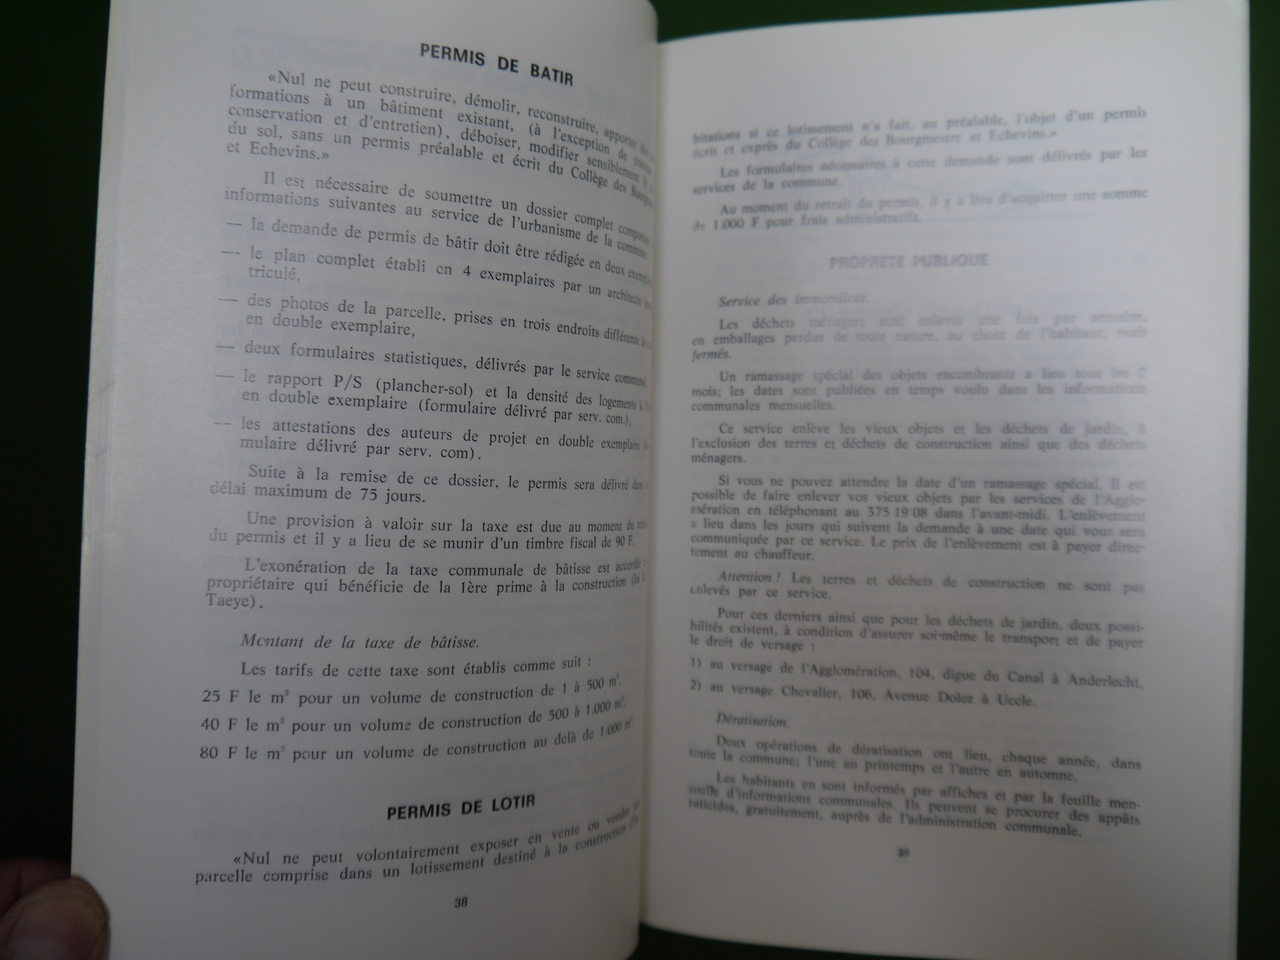 PERMIS DE BATIR
«Nul ne peut construire, démolir, reconstruire, apporter des
formations à un bâtiment existant, (à l'exception de
conservation et d'entretien), déboiser, modifier sensiblement le
du sol, sans un permis préalable et écrit du Collège des
et Echevins.»
Il est nécessaire de soumettre un dossier complet
informations suivantes au service de l'urbanisme de la commune
— la demande de permis de bâtir doit être rédigée en deux
— le plan complet établi en 4 exemplaires par un architecte
triculé,
— des photos de la parcelle, prises en trois endroits différents
en double exemplaire,
— deux formulaires statistiques, délivrés par le service communal,
— le rapport P/S (plancher-sol) et la densité des logements à
en double exemplaire (formulaire délivré par serv. com.),
— les attestations des auteurs de projet en double exemplaire
mulaire délivré par serv. com).
Suite à la remise de ce dossier, le permis sera délivré dans
délai maximum de 75 jours.
Une provision à valoir sur la taxe est due au moment du
du permis et il y a lieu de se munir d'un timbre fiscal de 90 F.
L'exonération de la taxe communale de bâtisse est
propriétaire qui bénéficie de la 1ère prime à la construction
Taeye).
Montant de la taxe de bâtisse.
Les tarifs de cette taxe sont établis comme suit :
25 F le m³ pour un volume de construction de 1 à 500 m³.
40 F le m³ pour un volume de construction de 500 à 1.000 m³.
80 F le m³ pour un volume de construction au delà de 1.000 m³
PERMIS DE LOTIR
«Nul ne peut volontairement exposer en vente ou vendre
parcelle comprise dans un lotissement destiné à la construction
38
bitations si ce lotissement n'a fait, au préalable, l'objet d'un permis
écrit et exprès du Collège des Bourgmestre et Echevins.»
Les formulaires nécessaires à cette demande sont délivrés par les
services de la commune.
Au moment du retrait du permis, il y a lieu d'acquitter une somme
de 1.000 F pour frais administratifs.
PROPRETE PUBLIQUE
Service des immondices.
Les déchets ménagers sont enlevés une fois par semaine,
en emballages perdus de toute nature, au choix de l'habitant,
fermés.
Un ramassage spécial des objets encombrants a lieu tous les 2
mois; les dates sont publiées en temps voulu dans les informations
communales mensuelles.
Ce service enlève les vieux objets et les déchets de jardin, à
l'exclusion des terres et déchets de construction ainsi que des déchets
ménagers.
Si vous ne pouvez attendre la date d'un ramassage spécial, il est
possible de faire enlever vos vieux objets par les services de l'Agglo-
mération en téléphonant au 375 19 08 dans l'avant-midi. L'enlèvement
a lieu dans les jours qui suivent la demande à une date qui vous sera
communiquée par ce service. Le prix de l'enlèvement est à payer direc-
tement au chauffeur.
Attention ! Les terres et déchets de construction ne sont pas
enlevés par ce service.
Pour ces derniers ainsi que pour les déchets de jardin, deux possi-
bilités existent, à condition d'assurer soi-même le transport et de payer
le droit de versage :
1) au versage de l'Agglomération, 104, digue du Canal à Anderlecht,
2) au versage Chevalier, 106, Avenue Dolez à Uccle.
Dératisation.
Deux opérations de dératisation ont lieu, chaque année, dans
toute la commune; l'une au printemps et l'autre en automne.
Les habitants en sont informés par affiches et par la feuille men-
suelle d'informations communales. Ils peuvent se procurer des appâts
raticides, gratuitement, auprès de l'administration communale.
39